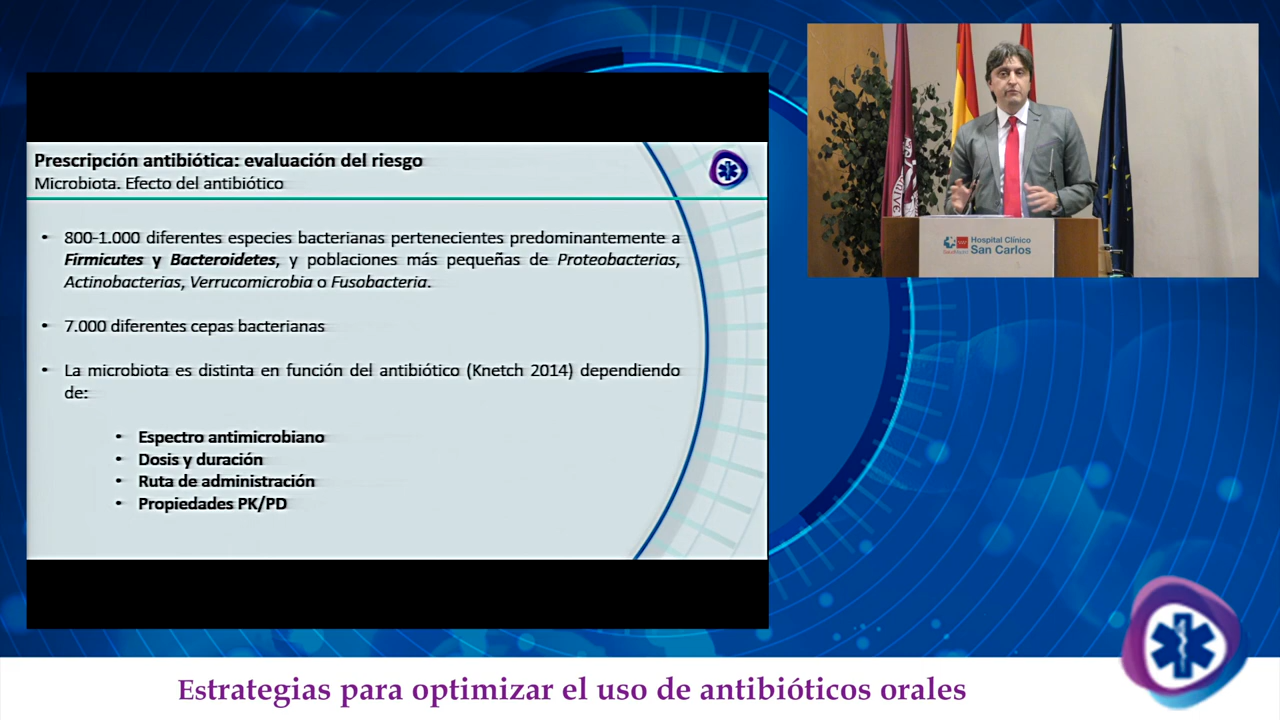 Prescripción antibiótica: evaluación del riesgo
Microbiota. Efecto del antibiótico
• 800-1.000 diferentes especies bacterianas pertenecientes predominantemente a
Firmicutes y Bacteroidetes, y poblaciones más pequeñas de Proteobacterias,
Actinobacterias, Verrucomicrobia o Fusobacteria.
• 7.000 diferentes cepas bacterianas
• La microbiota es distinta en función del antibiótico (Knetch 2014) dependiendo
de:
• Espectro antimicrobiano
• Dosis y duración
• Ruta de administración
• Propiedades PK/PD
Hospital Clínico
San Carlos
Estrategias para optimizar el uso de antibióticos orales